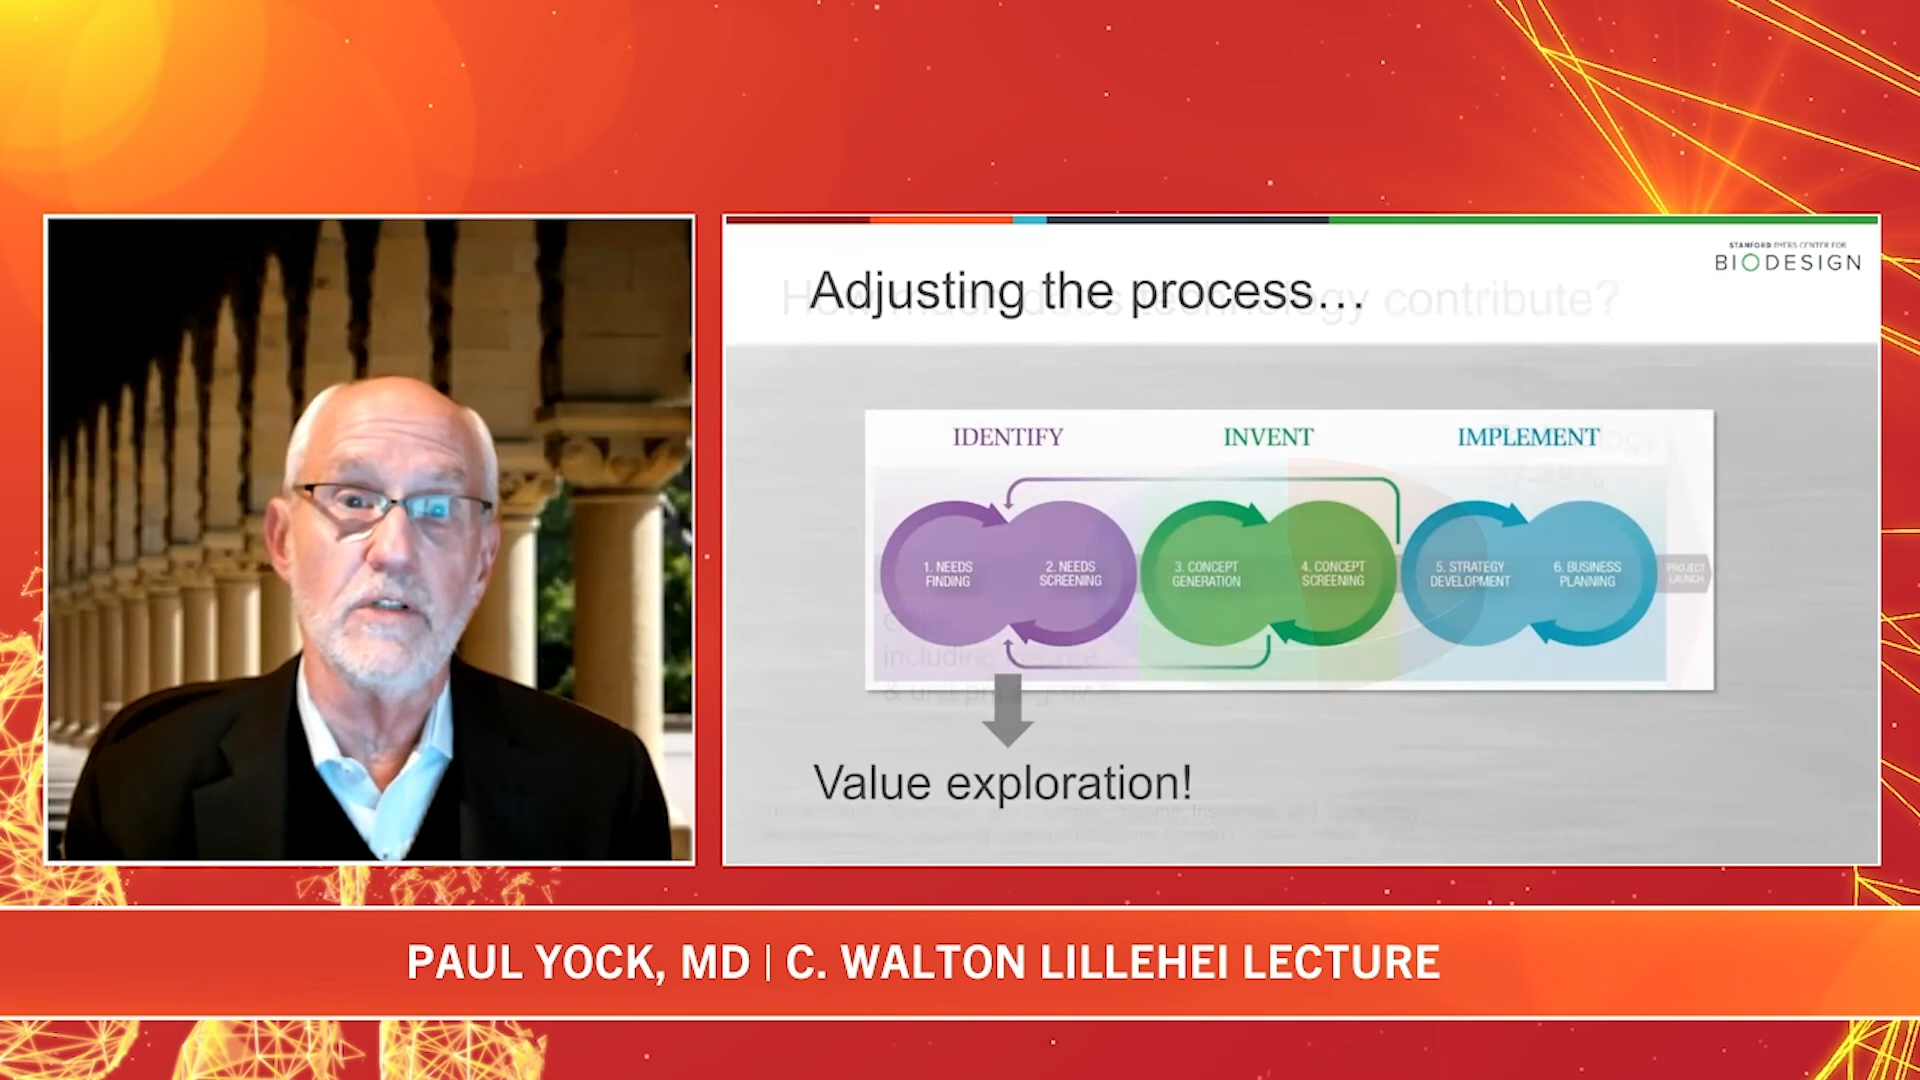 STANFORD BYERS CENTER FOR
BIODESIGN
Adjusting the process...
contribute?
IDENTIFY
INVENT
IMPLEMENT
1. NEEDS
FINDING
2. NEEDS
SCREENING
3. CONCEPT
GENERATION
4. CONCEPT
SCREENING
5. STRATEGY
DEVELOPMENT
6. BUSINESS
PLANNING
PROJECT
LAUNCH
including
Value exploration!
PAUL YOCK, MD | C. WALTON LILLEHEI LECTURE